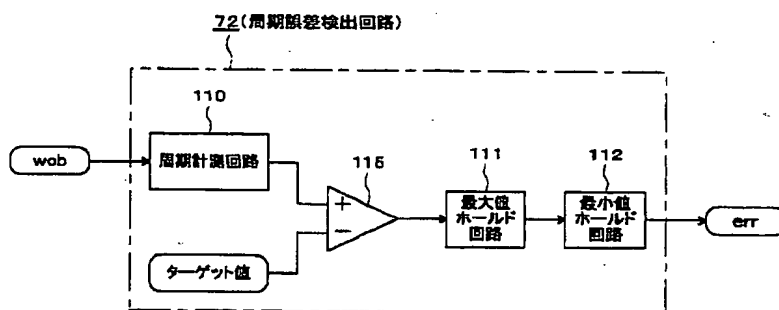 72(周期誤差検出回路)
110
wob
周期計測回路
115
111
112
+
−
最大値
ホールド
回路
最小値
ホールド
回路
err
ターゲット値